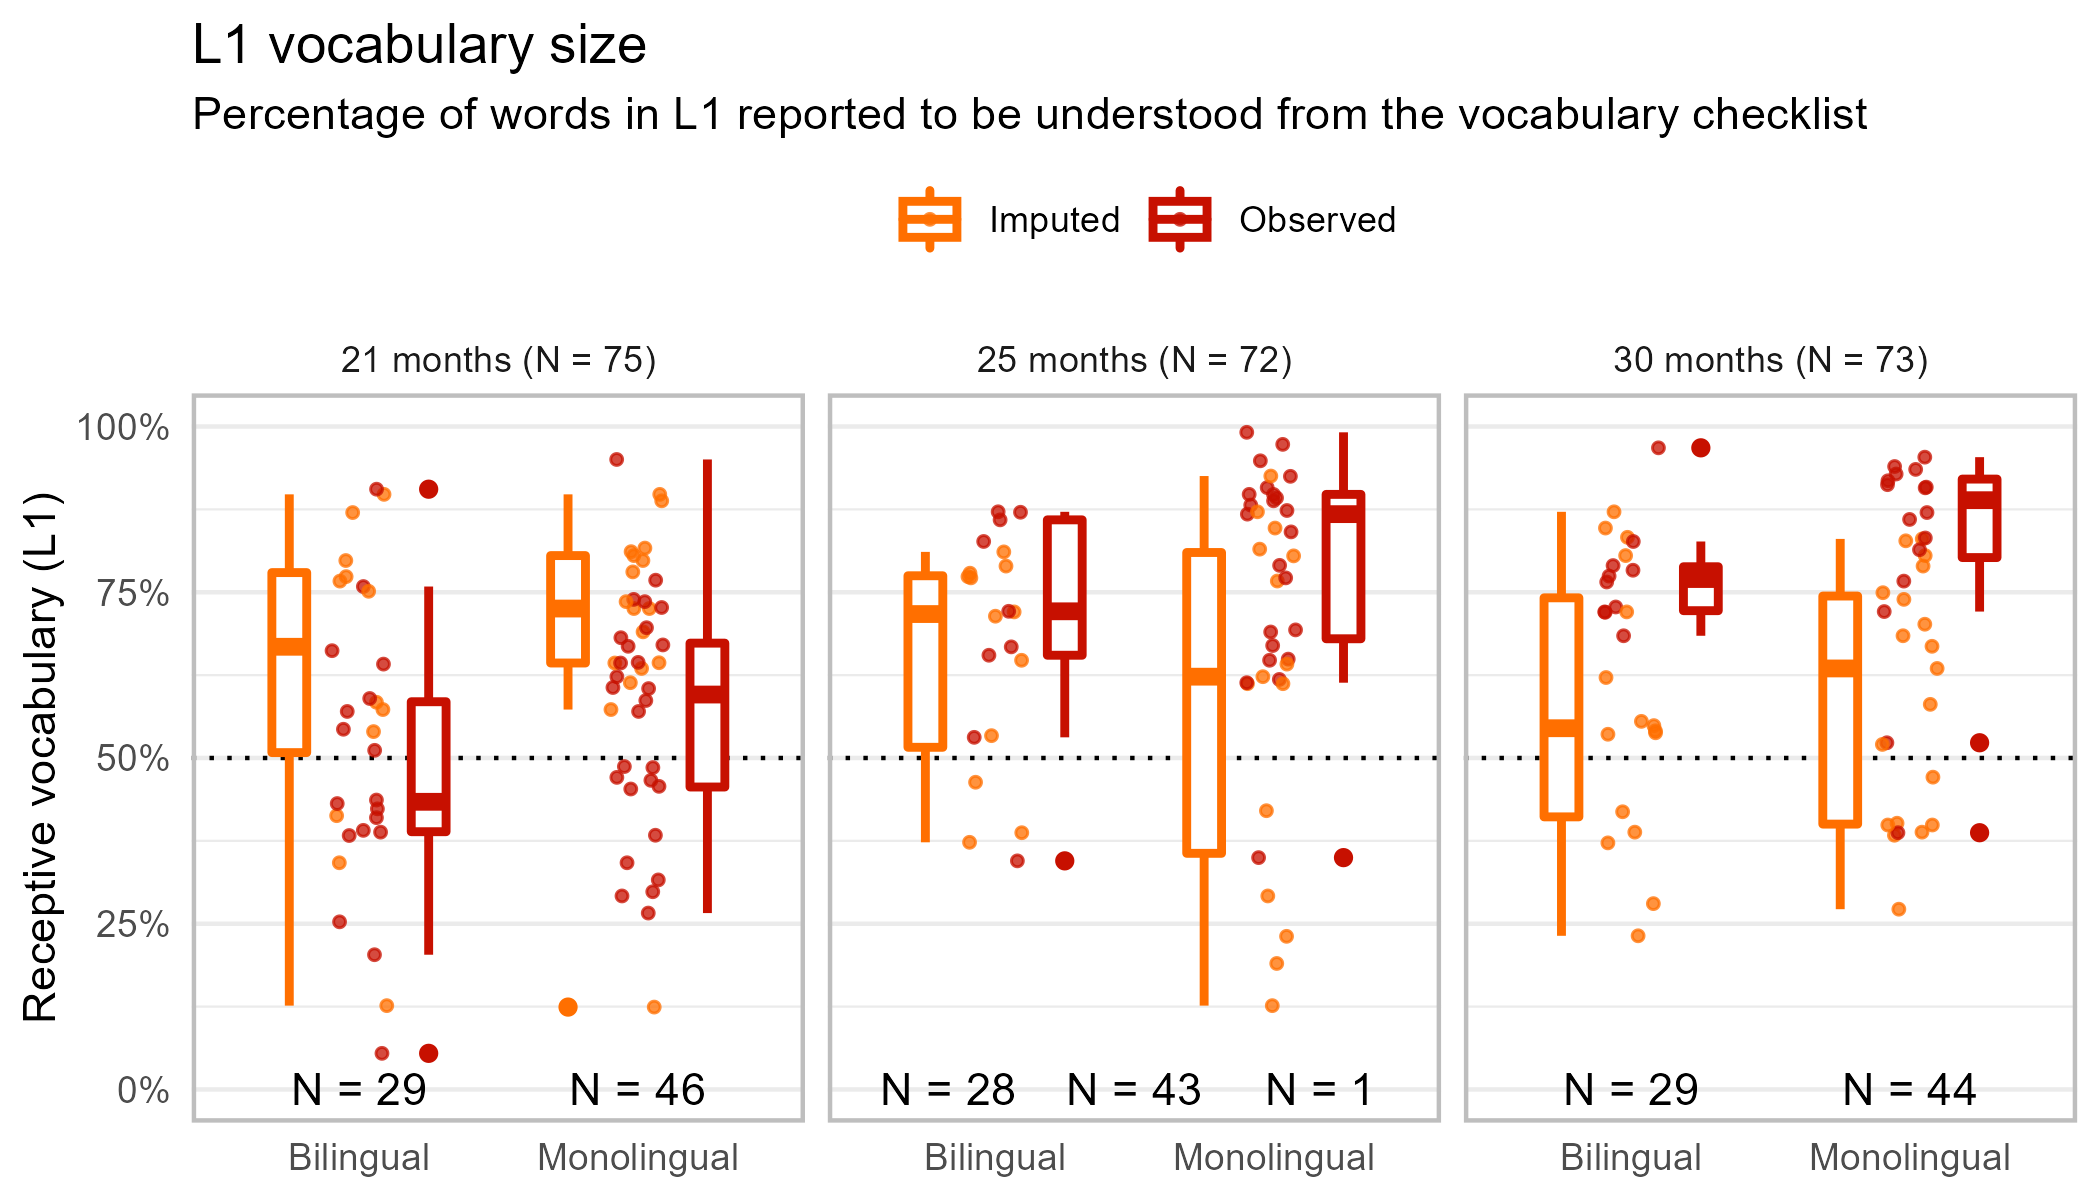 L1 vocabulary size
Percentage of words in L1 reported to be understood from the vocabulary checklist
Imputed Observed
21 months (N = 75) 25 months (N = 72) 30 months (N = 73)
Receptive vocabulary (L1)
100%
75%
50%
25%
0%
N = 29 N = 46 N = 28 N = 43 N = 1 N = 29 N = 44
Bilingual Monolingual Bilingual Monolingual Bilingual Monolingual